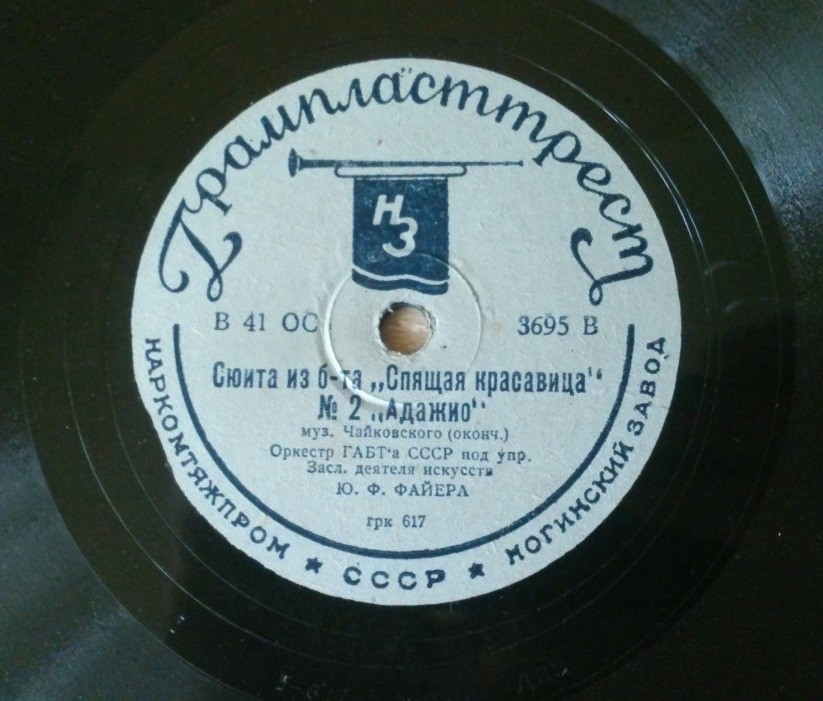 Грампласттрест
НЗ
В 41 ОС
3695 В
Сюита из б-та „Спящая красавица"
№ 2 „Адажио"
муз. Чайковского (оконч.)
Оркестр ГАБТ'а СССР под упр.
Засл. деятеля искусств
Ю. Ф. ФАЙЕРА
грк 617
НАРКОМТЯЖПРОМ ★ СССР ★ НОГИНСКИЙ ЗАВОД